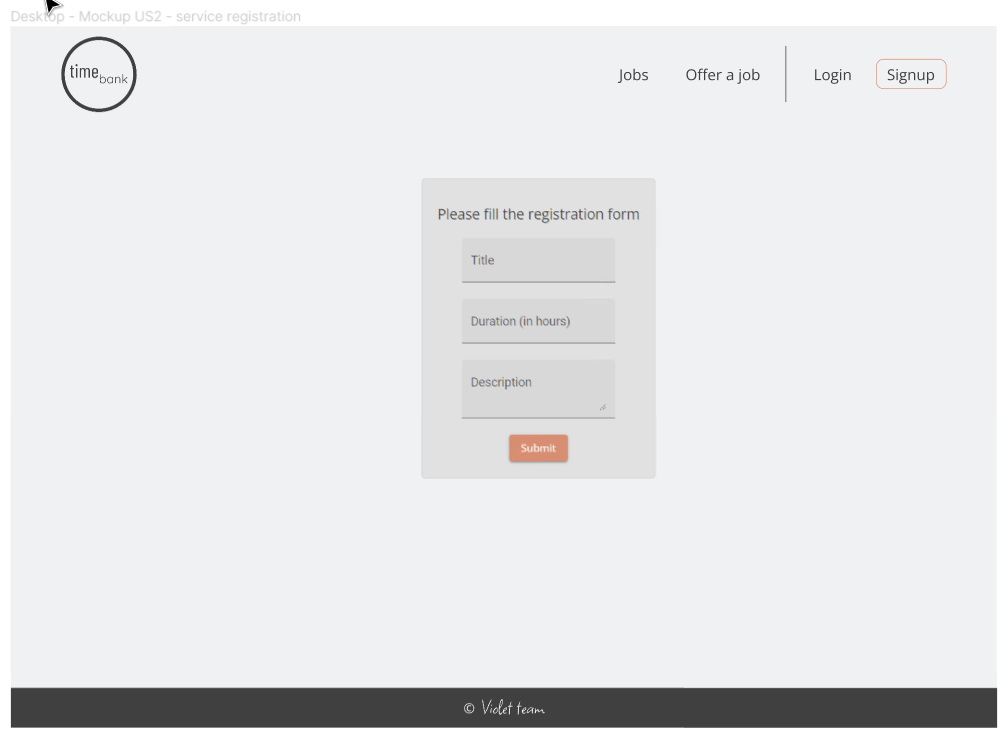 Desktop - Mockup US2 - service registration
time bank
Jobs Offer a job Login Signup
Please fill the registration form
Title
Duration (in hours)
Description
Submit
© Violet team